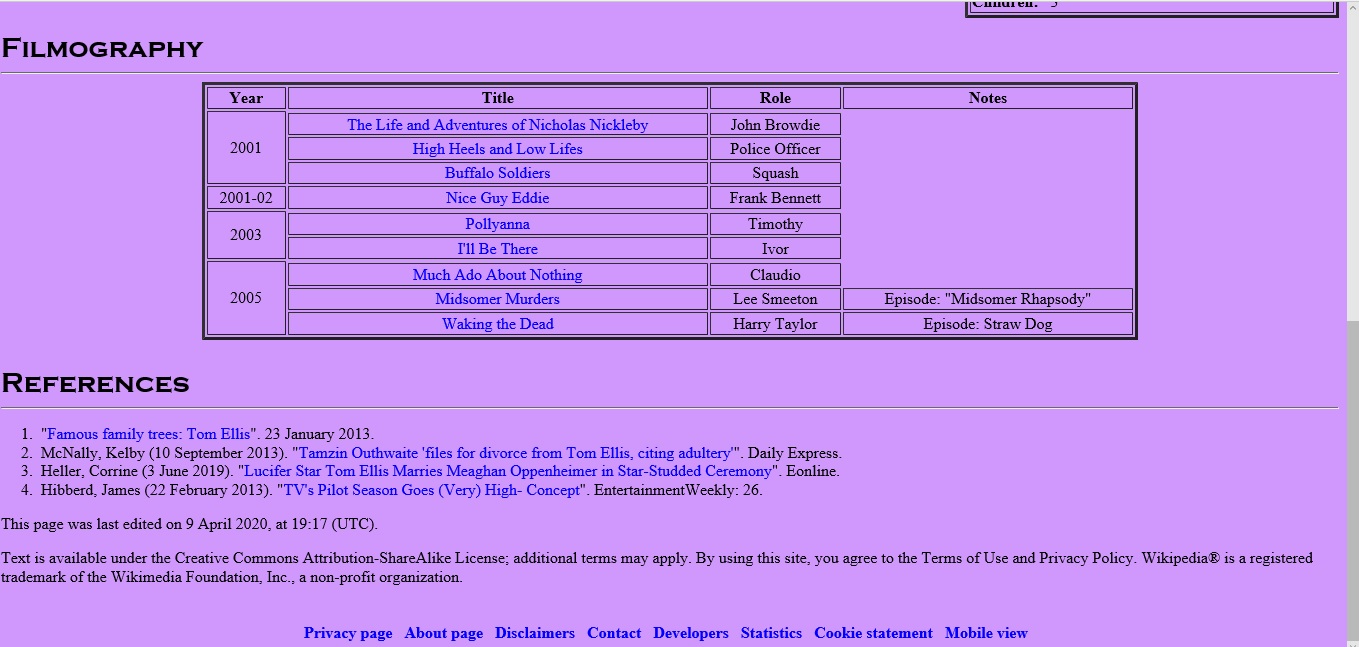 Children: 3
Filmography
Year Title Role Notes
2001 The Life and Adventures of Nicholas Nickleby John Browdie
High Heels and Low Lifes Police Officer
Buffalo Soldiers Squash
2001-02 Nice Guy Eddie Frank Bennett
2003 Pollyanna Timothy
I'll Be There Ivor
2005 Much Ado About Nothing Claudio
Midsomer Murders Lee Smeeton Episode: "Midsomer Rhapsody"
Waking the Dead Harry Taylor Episode: Straw Dog
References
1. "Famous family trees: Tom Ellis". 23 January 2013.
2. McNally, Kelby (10 September 2013). "Tamzin Outhwaite 'files for divorce from Tom Ellis, citing adultery'". Daily Express.
3. Heller, Corrine (3 June 2019). "Lucifer Star Tom Ellis Marries Meaghan Oppenheimer in Star-Studded Ceremony". Eonline.
4. Hibberd, James (22 February 2013). "TV's Pilot Season Goes (Very) High- Concept". EntertainmentWeekly: 26.
This page was last edited on 9 April 2020, at 19:17 (UTC).
Text is available under the Creative Commons Attribution-ShareAlike License; additional terms may apply. By using this site, you agree to the Terms of Use and Privacy Policy. Wikipedia® is a registered
trademark of the Wikimedia Foundation, Inc., a non-profit organization.
Privacy page About page Disclaimers Contact Developers Statistics Cookie statement Mobile view